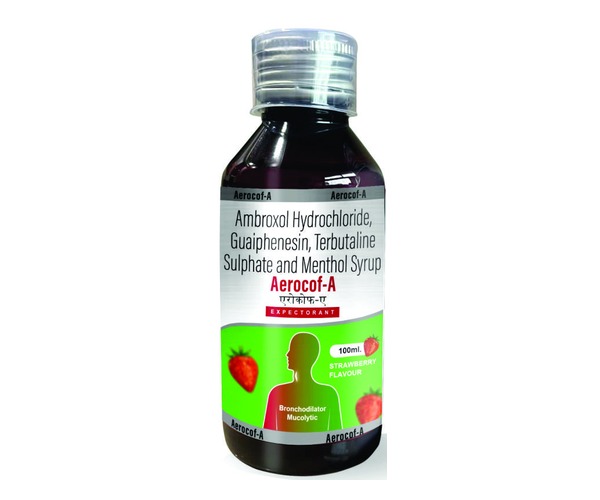 Aerocof-A Aerocof-A
Ambroxol Hydrochloride,
Guaiphenesin, Terbutaline
Sulphate and Menthol Syrup
Aerocof-A
एरोकोफ-ए
EXPECTORANT
100ml.
STRAWBERRY
FLAVOUR
Bronchodilator
Mucolytic
Aerocof-A Aerocof-A